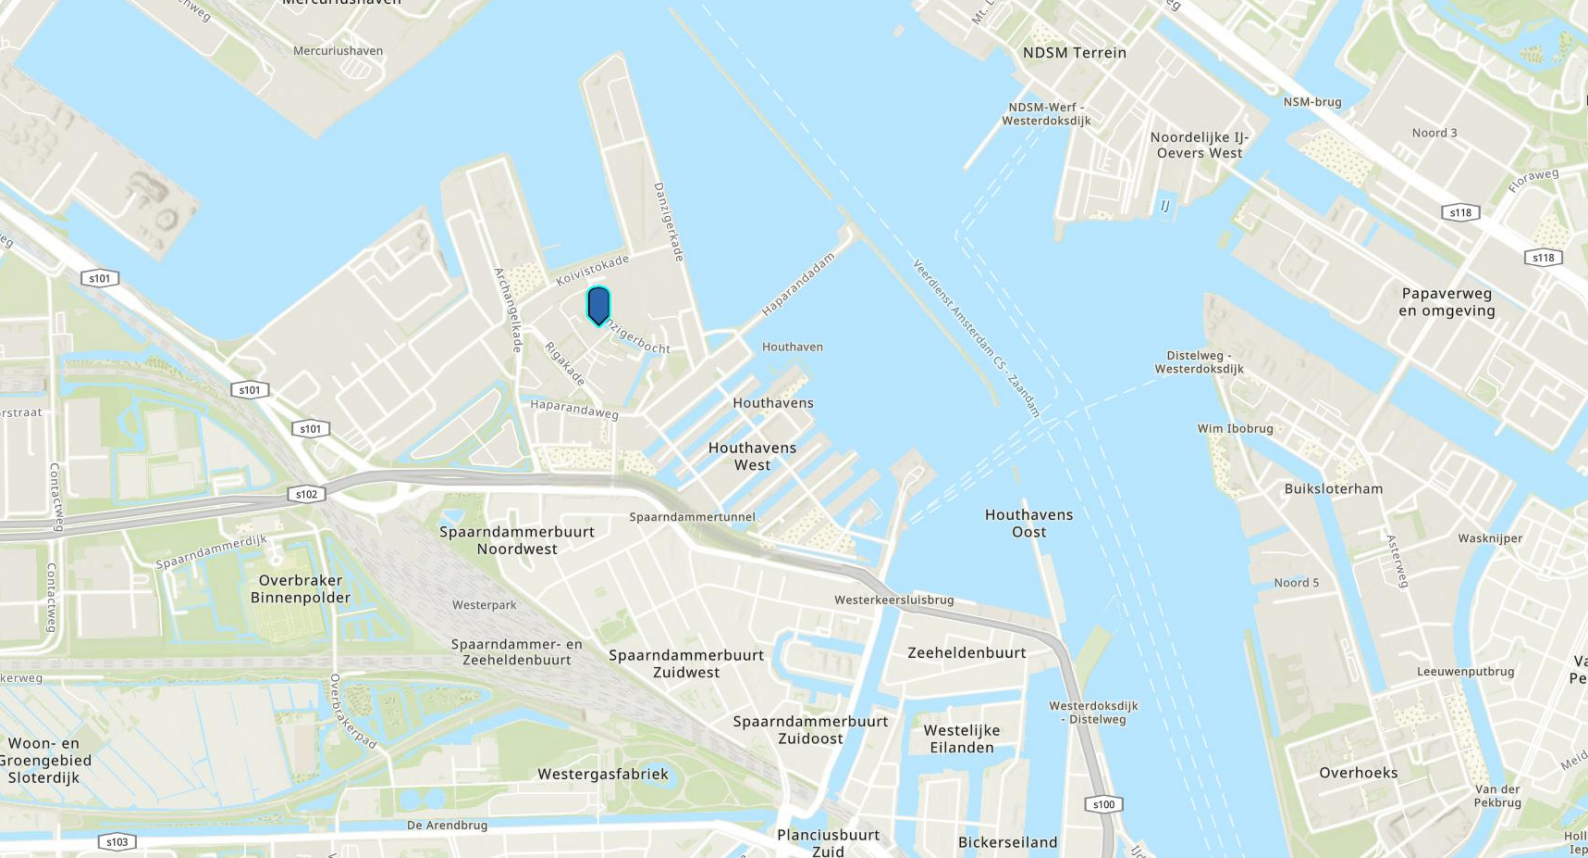 Mercuriushaven
Mercuriushaven
NDSM Terrein
NDSM-Werf -
Westerdoksdijk
NSM-brug
Noord 3
Noordelijke IJ-
Oevers West
Floraweg
IJ
s118
s118
Danzigerkade
Koivistokade
Archangelkade
s101
Haparandadam
Veerdienst Amsterdam CS - Zaandam
Papaverweg
en omgeving
Rigakade
Houthaven
Distelweg -
Westerdoksdijk
s101
s101
Haparandaweg
Houthavens
Wim Ibobrug
Houthavens
West
Contactweg
s102
Buiksloterham
Spaarndammertunnel
Houthavens
Oost
Spaarndammerbuurt
Noordwest
Wasknijper
Spaarndammerdijk
Asterweg
Overbraker
Binnenpolder
Contactweg
Noord 5
Westerpark
Westerkeersluisbrug
Spaarndammer- en
Zeeheldenbuurt
Spaarndammerbuurt
Zuidwest
Zeeheldenbuurt
Leeuwenputbrug
Overbrakerpad
Westerdoksdijk
- Distelweg
Spaarndammerbuurt
Zuidoost
Westelijke
Eilanden
Woon- en
Groengebied
Sloterdijk
Westergasfabriek
Overhoeks
Van der
Pekbrug
s100
De Arendbrug
s103
Planciusbuurt
Zuid
Bickerseiland